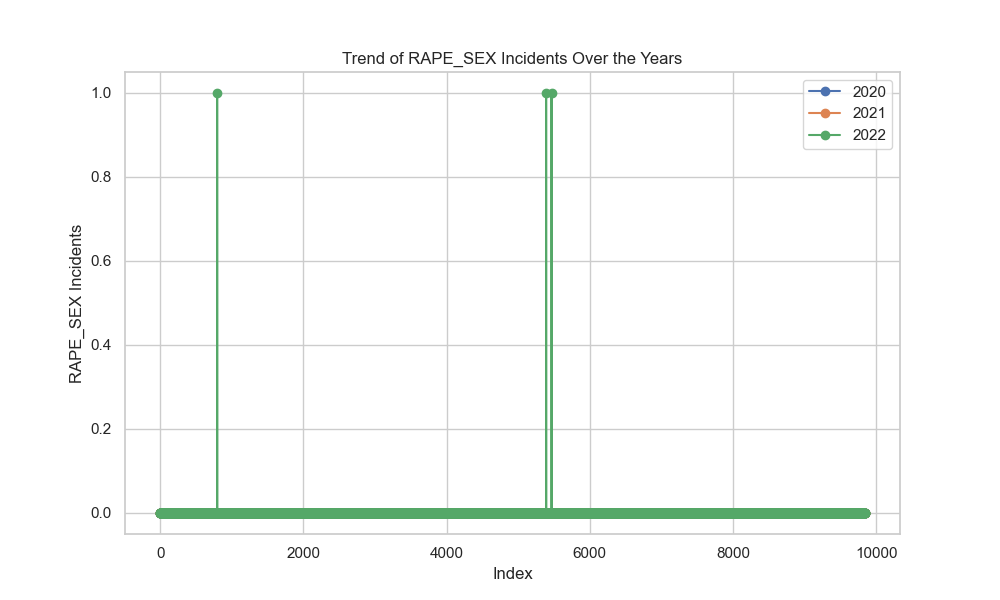 Trend of RAPE_SEX Incidents Over the Years
1.0
0.8
0.6
0.4
0.2
0.0
RAPE_SEX Incidents
2020
2021
2022
0 2000 4000 6000 8000 10000
Index